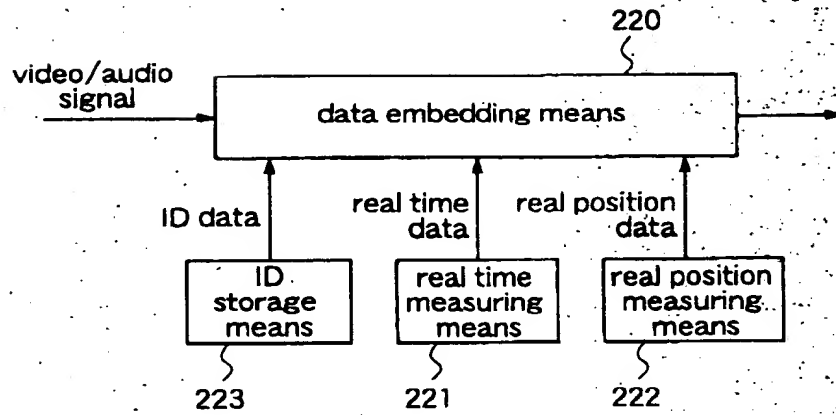 220
video/audio
signal
data embedding means
ID data
real time
data
real position
data
ID
storage
means
real time
measuring
means
real position
measuring
means
223
221
222